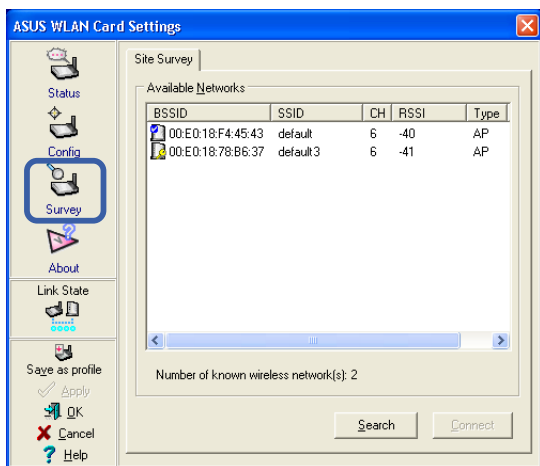 ASUS WLAN Card Settings
Status
Config
Survey
About
Link State
Save as profile
Apply
OK
Cancel
Help
Site Survey
Available Networks
BSSID SSID CH RSSI Type
00:E0:18:F4:45:43 default 6 -40 AP
00:E0:18:78:B6:37 default3 6 -41 AP
Number of known wireless network(s): 2
Search Connect